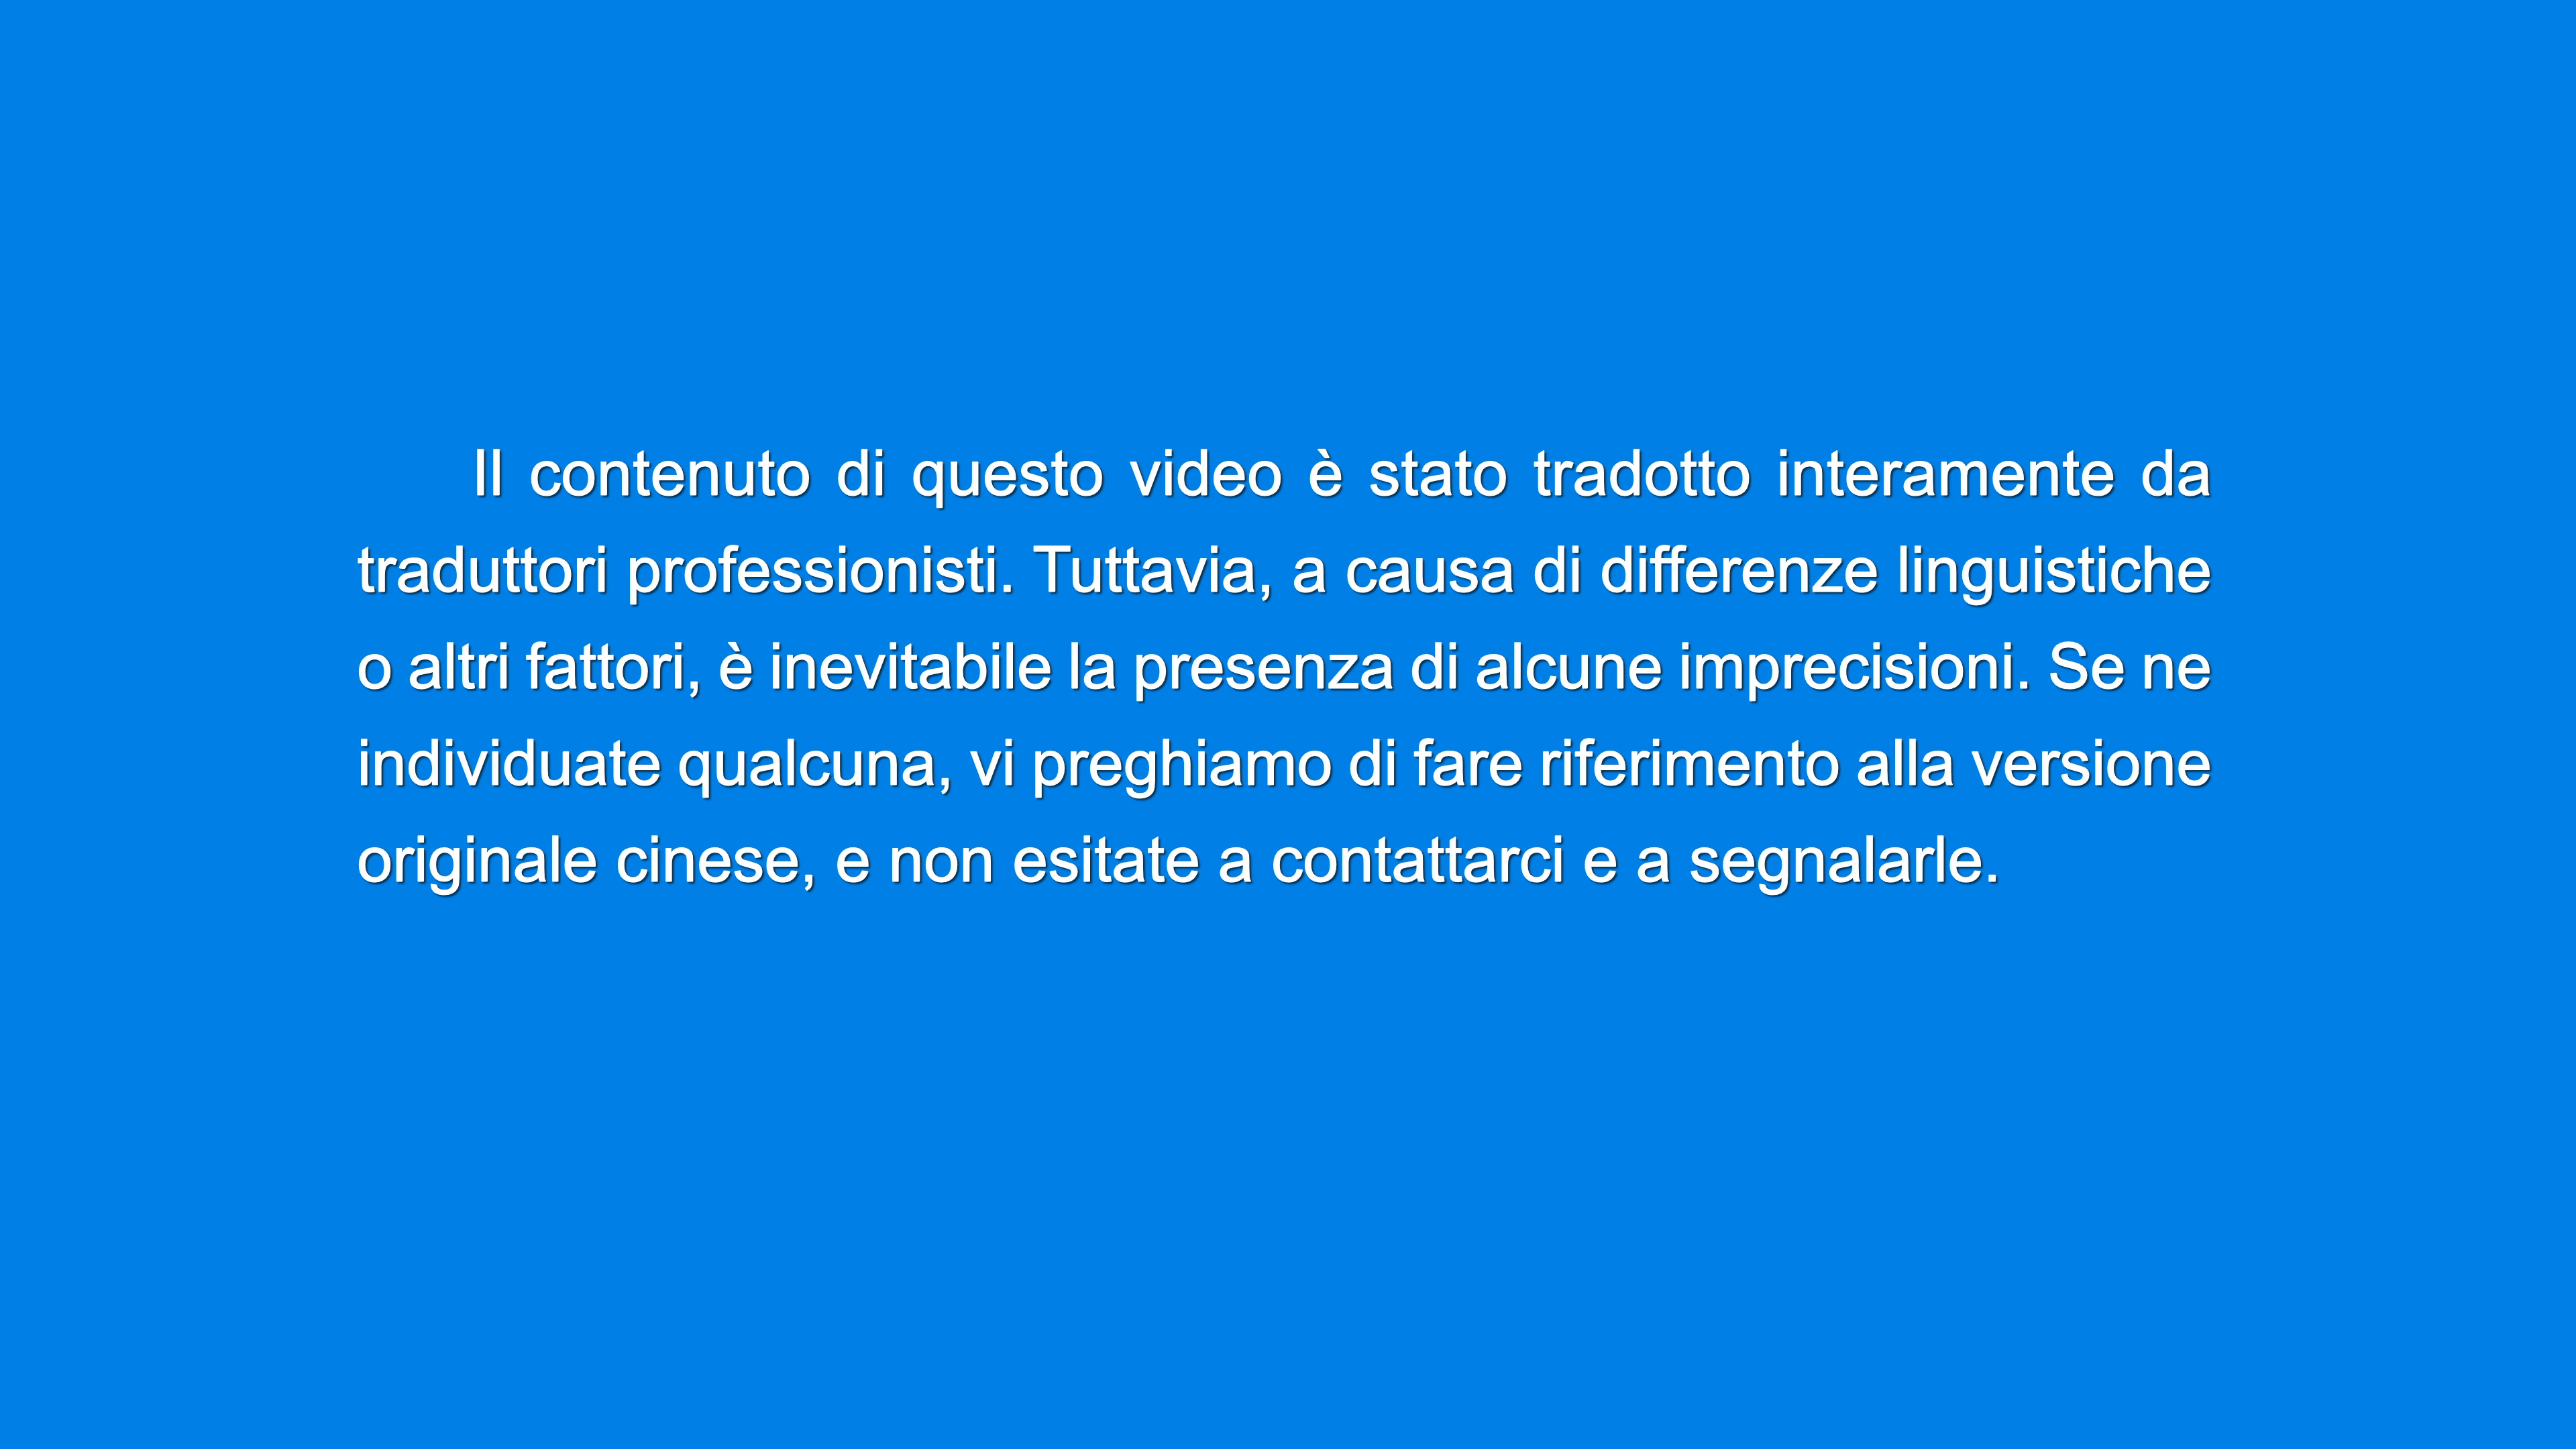 Il contenuto di questo video è stato tradotto interamente da
traduttori professionisti. Tuttavia, a causa di differenze linguistiche
o altri fattori, è inevitabile la presenza di alcune imprecisioni. Se ne
individuate qualcuna, vi preghiamo di fare riferimento alla versione
originale cinese, e non esitate a contattarci e a segnalarle.